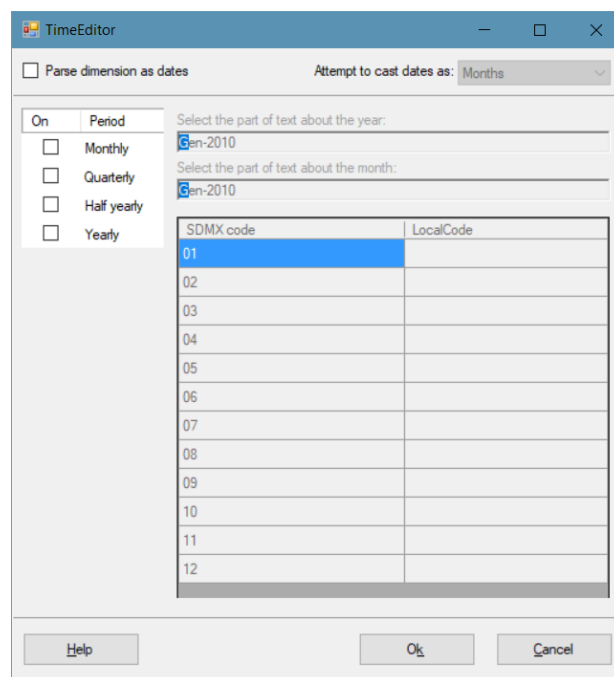 TimeEditor
Parse dimension as dates Attempt to cast dates as: Months
On Period
Monthly
Quarterly
Half yearly
Yearly
Select the part of text about the year:
Gen-2010
Select the part of text about the month:
Gen-2010
SDMX code LocalCode
01
02
03
04
05
06
07
08
09
10
11
12
Help Ok Cancel